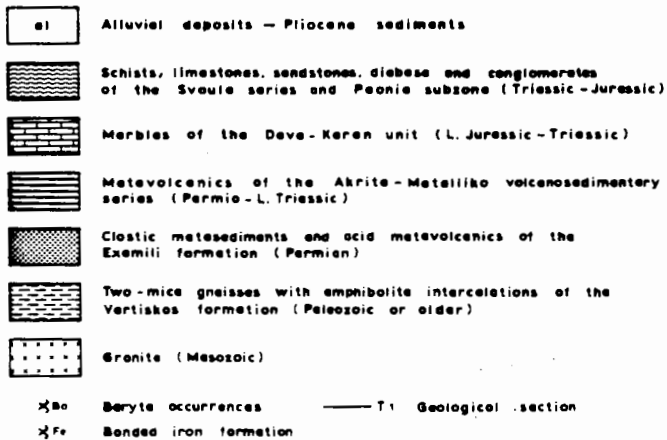 al Alluvial deposits – Pliocene sediments
Schists, limestones, sandstones, diabase and conglomerates
of the Svoula series and Peonia subzone (Triassic-Jurassic)
Marbles of the Deve-Koran unit (L. Jurassic-Triassic)
Metavolcanics of the Akrita-Metalliko volcanosedimentary
series (Permio-L. Triassic)
Clastic metasediments and acid metavolcanics of the
Examili formation (Permian)
Two-mica gneisses with amphibolite intercalations of the
Vertiskos formation (Paleozoic or older)
Granite (Mesozoic)
Ba Baryte occurrences T1 Geological section
Fe Banded iron formation